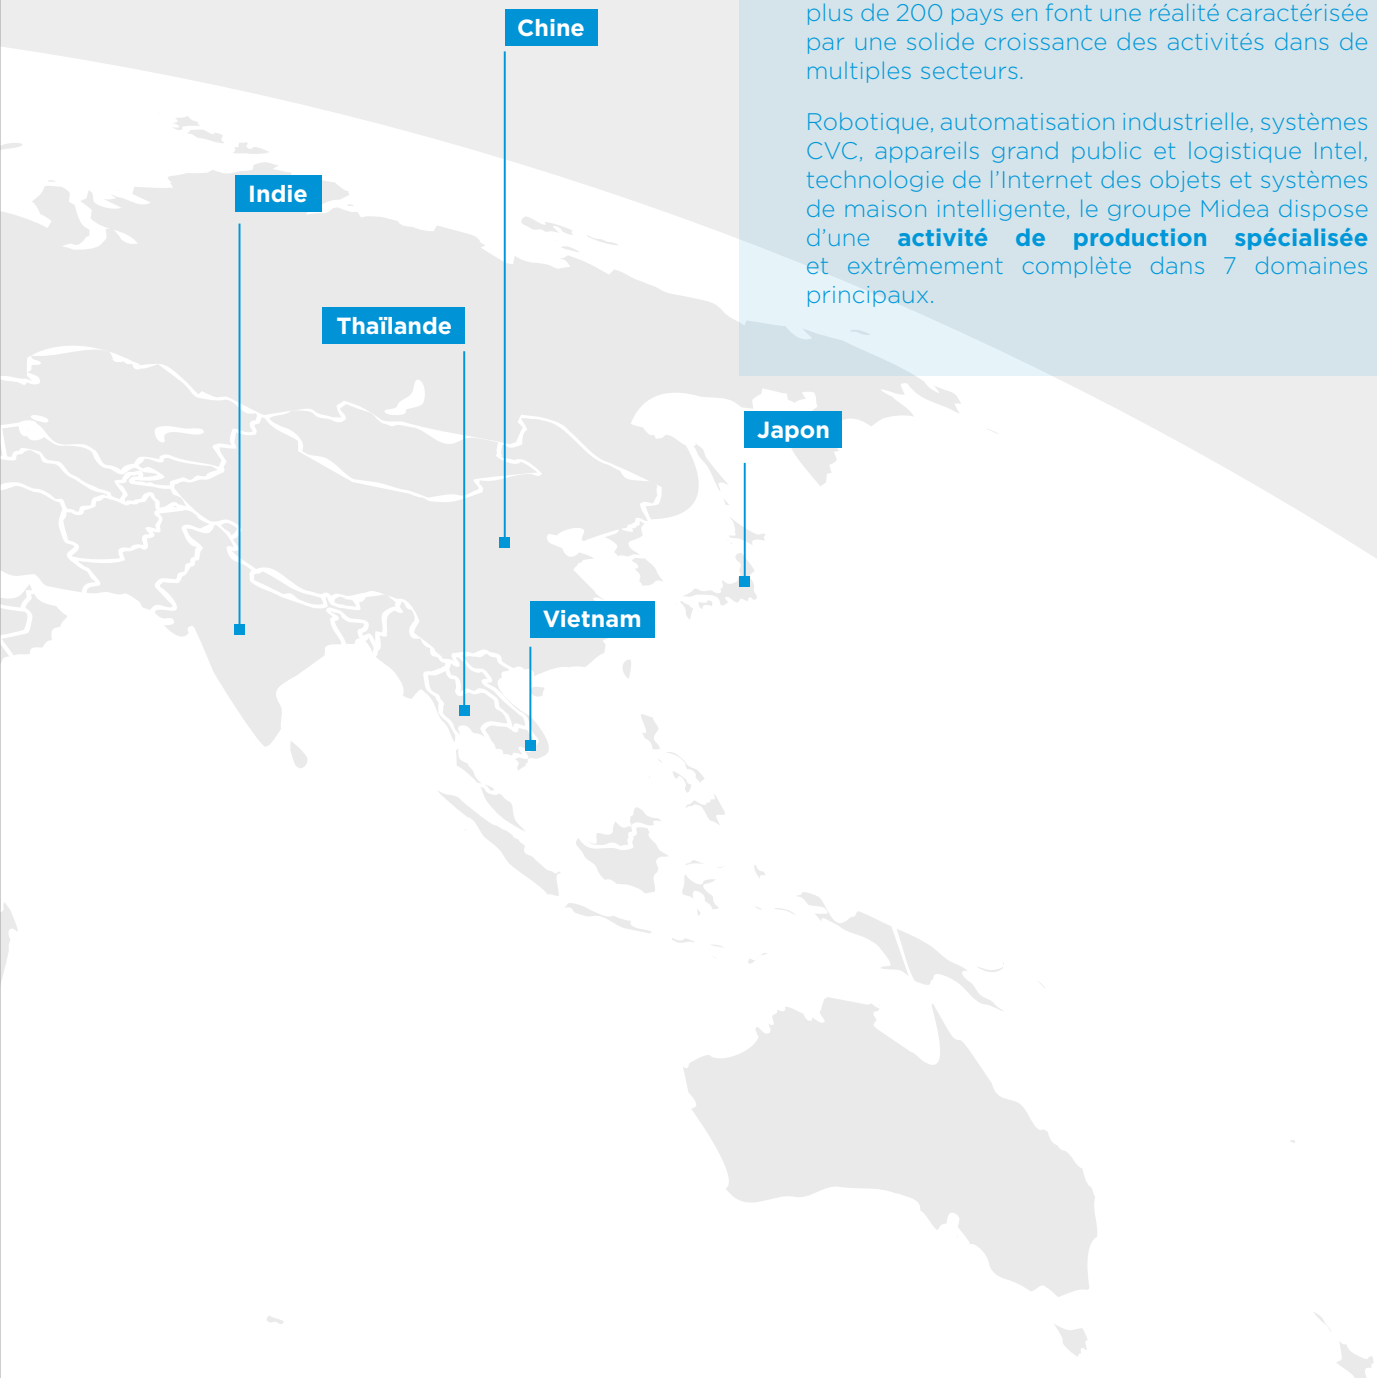 plus de 200 pays en font une réalité caractérisée
par une solide croissance des activités dans de
multiples secteurs.
Robotique, automatisation industrielle, systèmes
CVC, appareils grand public et logistique Intel,
technologie de l’Internet des objets et systèmes
de maison intelligente, le groupe Midea dispose
d’une activité de production spécialisée
et extrêmement complète dans 7 domaines
principaux.
Chine
Indie
Thaïlande
Japon
Vietnam